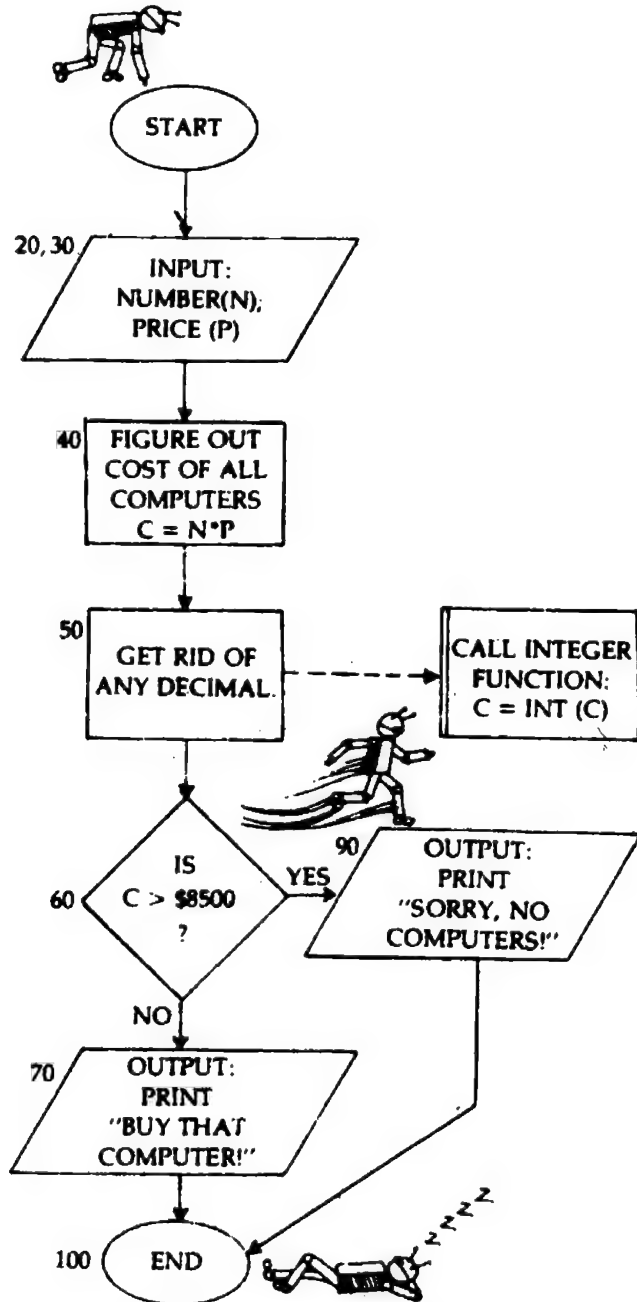 START
20, 30
INPUT:
NUMBER(N);
PRICE (P)
40
FIGURE OUT
COST OF ALL
COMPUTERS
C = N*P
50
GET RID OF
ANY DECIMAL.
CALL INTEGER
FUNCTION:
C = INT (C)
60
IS
C > $8500
?
YES
90
OUTPUT:
PRINT
"SORRY, NO
COMPUTERS!"
NO
70
OUTPUT:
PRINT
"BUY THAT
COMPUTER!"
100
END
z z z z z